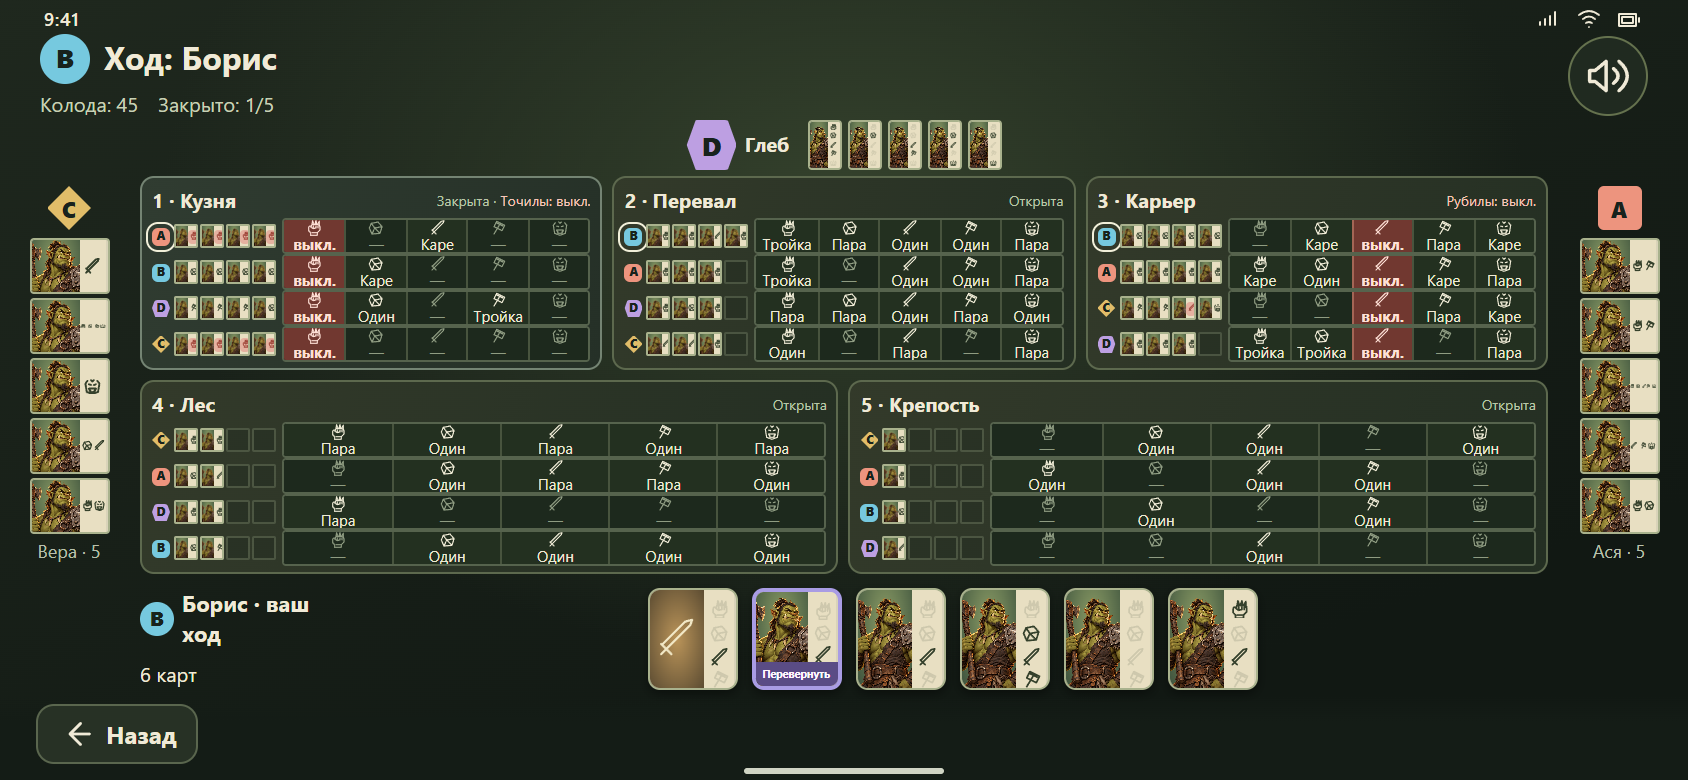 9:41
B Ход: Борис
Колода: 45 Закрыто: 1/5
D Глеб
C
A
1 · Кузня Закрыта · Точилы: выкл.
A выкл. — Каре — —
B выкл. Каре — — —
D выкл. Один — Тройка —
C выкл. — — — —
2 · Перевал Открыта
B Тройка Пара Один Один Пара
A Тройка — Один Один Пара
D Пара Пара Один Пара Один
C Один — Пара — Пара
3 · Карьер Рубилы: выкл.
B — Каре выкл. Пара Каре
A Каре Один выкл. Каре Пара
C — — выкл. Пара Каре
D Тройка Тройка выкл. — Пара
4 · Лес Открыта
C Пара Один Пара Один Пара
A — Один Пара Пара Один
D Пара — — — —
B — Один Один Один Один
5 · Крепость Открыта
C — Один Один — Один
A Один — Один Один —
B — Один — Один —
D — — Один — —
Вера · 5
Ася · 5
B Борис · ваш
ход
6 карт
Перевернуть
Назад